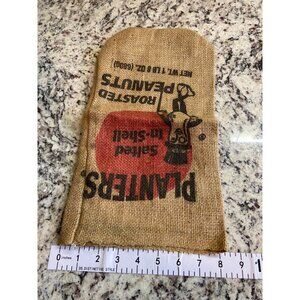 PLANTERS.
Salted
In-Shell
ROASTED
PEANUTS
NET. WT. 1 LB 8 OZ. (680g)
1 2 3 4 5 6 7 8 9